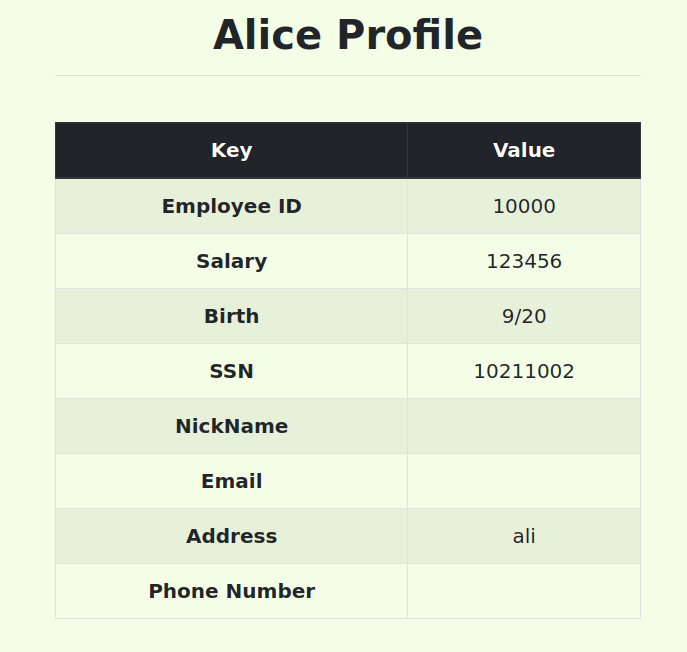 Alice Profile
Key Value
Employee ID 10000
Salary 123456
Birth 9/20
SSN 10211002
NickName
Email
Address ali
Phone Number